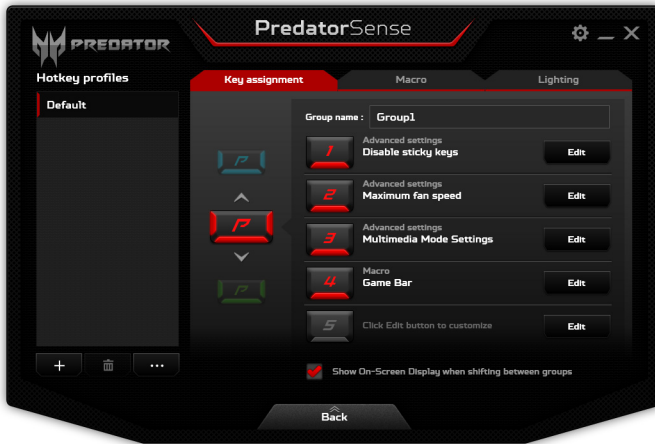 PREDATOR
PredatorSense
Hotkey profiles
Default
Key assignment
Macro
Lighting
Group name :
Group1
1
Advanced settings
Disable sticky keys
Edit
2
Advanced settings
Maximum fan speed
Edit
3
Advanced settings
Multimedia Mode Settings
Edit
4
Macro
Game Bar
Edit
5
Click Edit button to customize
Edit
P
P
P
Show On-Screen Display when shifting between groups
Back